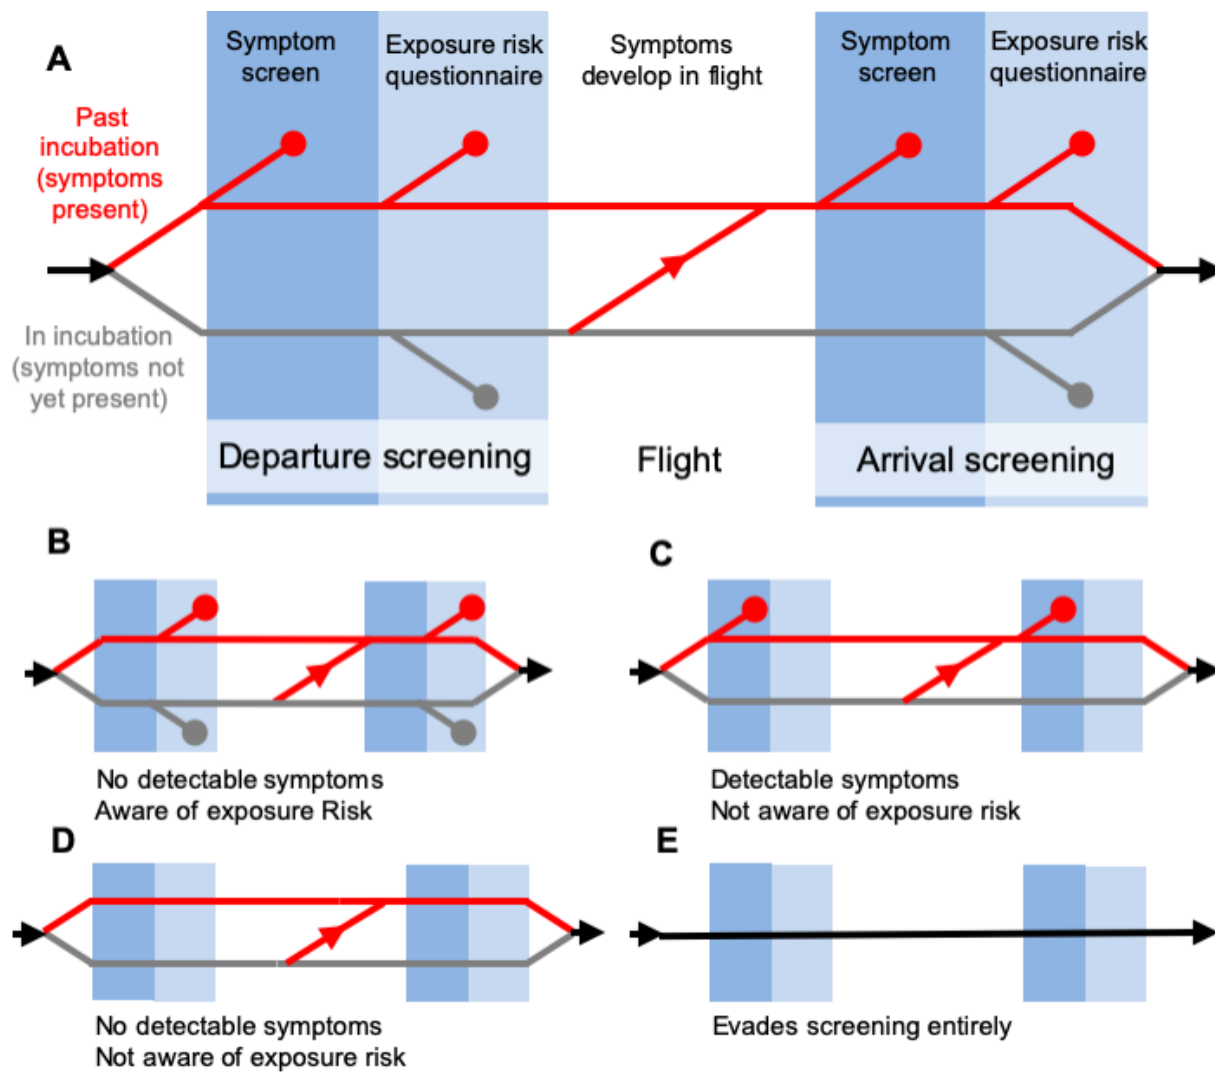 A
Symptom
screen
Exposure risk
questionnaire
Symptoms
develop in flight
Symptom
screen
Exposure risk
questionnaire
Past
incubation
(symptoms
present)
In incubation
(symptoms not
yet present)
Departure screening
Flight
Arrival screening
B
No detectable symptoms
Aware of exposure Risk
C
Detectable symptoms
Not aware of exposure risk
D
No detectable symptoms
Not aware of exposure risk
E
Evades screening entirely